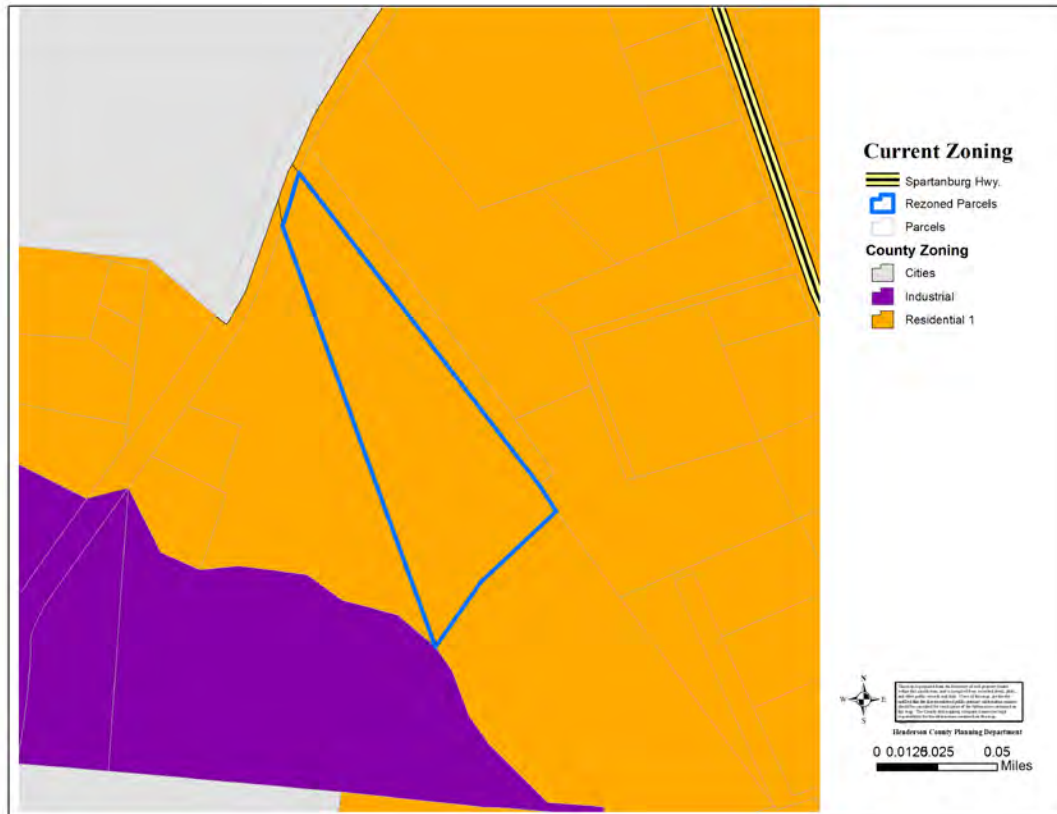 Current Zoning
Spartanburg Hwy.
Rezoned Parcels
Parcels
County Zoning
Cities
Industrial
Residential 1
N
W
E
S
Henderson County Planning Department
0 0.0125 0.025 0.05
Miles